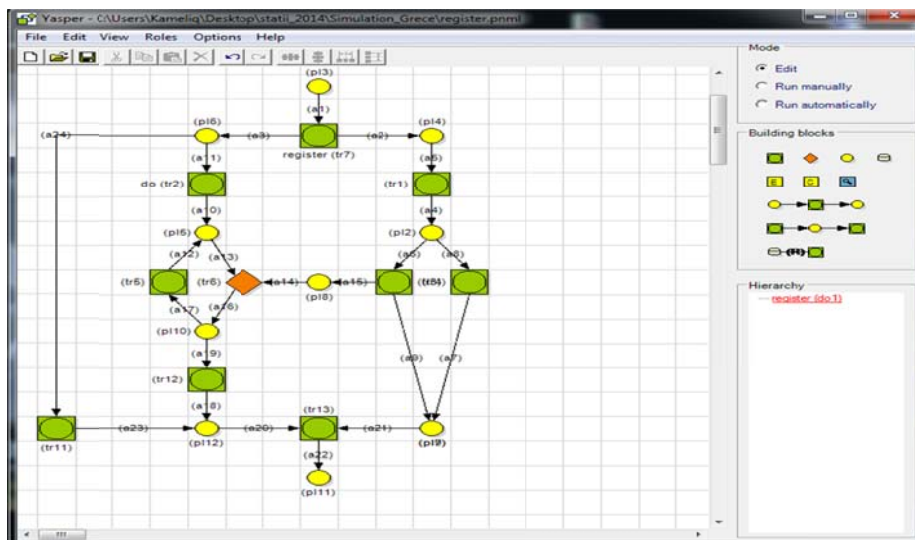 Yasper - C:\Users\Kameliq\Desktop\statii_2014\Simulation_Grece\register.pnml
File Edit View Roles Options Help
Mode
Edit
Run manually
Run automatically
Building blocks
E C
Hierarchy
register (do1)
(pl3)
(a1)
(pl6) (pl4)
(a24) (a3) (a2)
register (tr7)
(a11) (a5)
do (tr2) (tr1)
(a10) (a4)
(pl5) (pl2)
(a12) (a13) (a8)
(tr5) (tr6) (a14) (a15)
(pl8)
(a17) (a16)
(pl10)
(a19) (a9) (a7)
(tr12)
(a18) (tr13)
(a23) (a20) (a21)
(tr11) (pl12)
(a22)
(pl11)